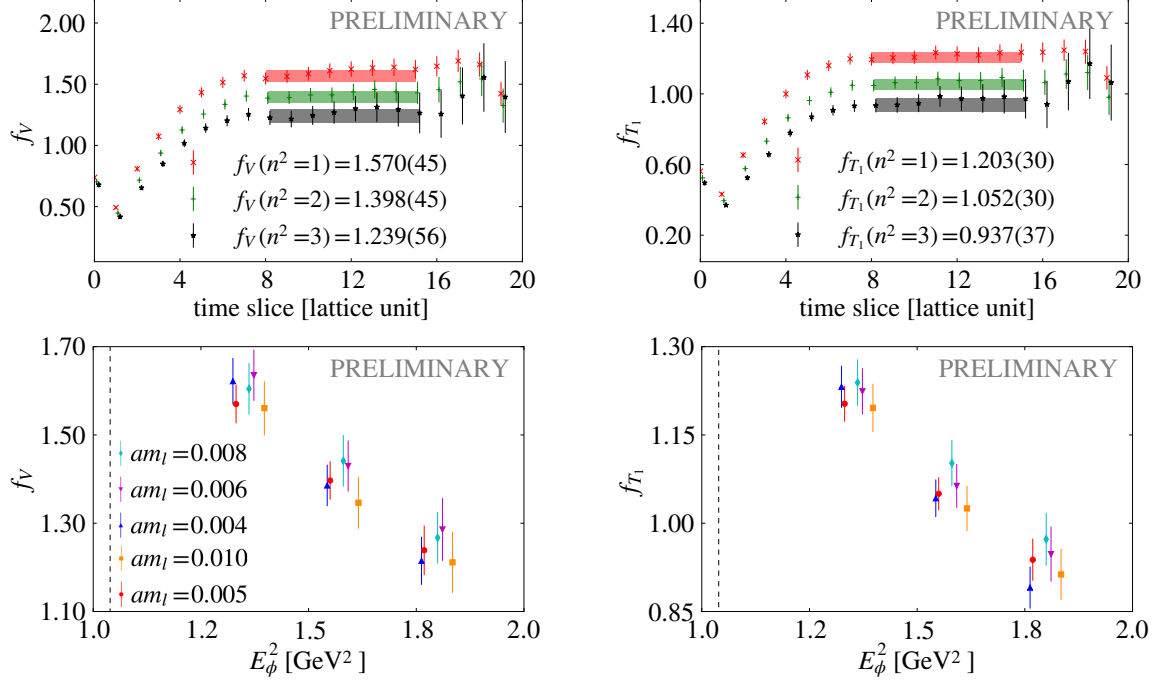 PRELIMINARY
2.00
1.50
1.00
0.50
f_V
f_V(n^2=1)=1.570(45)
f_V(n^2=2)=1.398(45)
f_V(n^2=3)=1.239(56)
0 4 8 12 16 20
time slice [lattice unit]
PRELIMINARY
1.40
1.00
0.60
0.20
f_{T_1}
f_{T_1}(n^2=1)=1.203(30)
f_{T_1}(n^2=2)=1.052(30)
f_{T_1}(n^2=3)=0.937(37)
0 4 8 12 16 20
time slice [lattice unit]
PRELIMINARY
1.70
1.50
1.30
1.10
f_V
am_l=0.008
am_l=0.006
am_l=0.004
am_l=0.010
am_l=0.005
1.0 1.2 1.5 1.8 2.0
E_ϕ^2 [GeV^2]
PRELIMINARY
1.30
1.15
1.00
0.85
f_{T_1}
1.0 1.2 1.5 1.8 2.0
E_ϕ^2 [GeV^2]